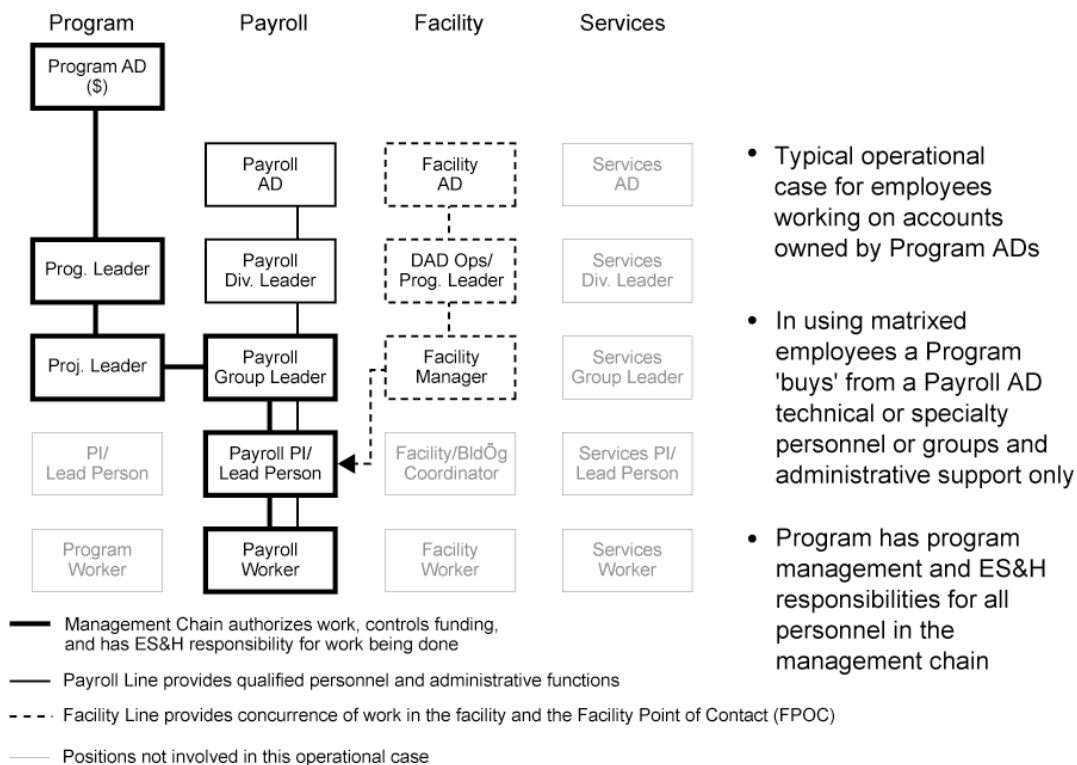 Program
Payroll
Facility
Services
Program AD
($)
Payroll
AD
Facility
AD
Services
AD
Prog. Leader
Payroll
Div. Leader
DAD Ops/
Prog. Leader
Services
Div. Leader
Proj. Leader
Payroll
Group Leader
Facility
Manager
Services
Group Leader
PI/
Lead Person
Payroll PI/
Lead Person
Facility/BldÕg
Coordinator
Services PI/
Lead Person
Program
Worker
Payroll
Worker
Facility
Worker
Services
Worker
• Typical operational
case for employees
working on accounts
owned by Program ADs
• In using matrixed
employees a Program
'buys' from a Payroll AD
technical or specialty
personnel or groups and
administrative support only
• Program has program
management and ES&H
responsibilities for all
personnel in the
management chain
Management Chain authorizes work, controls funding,
and has ES&H responsibility for work being done
Payroll Line provides qualified personnel and administrative functions
Facility Line provides concurrence of work in the facility and the Facility Point of Contact (FPOC)
Positions not involved in this operational case